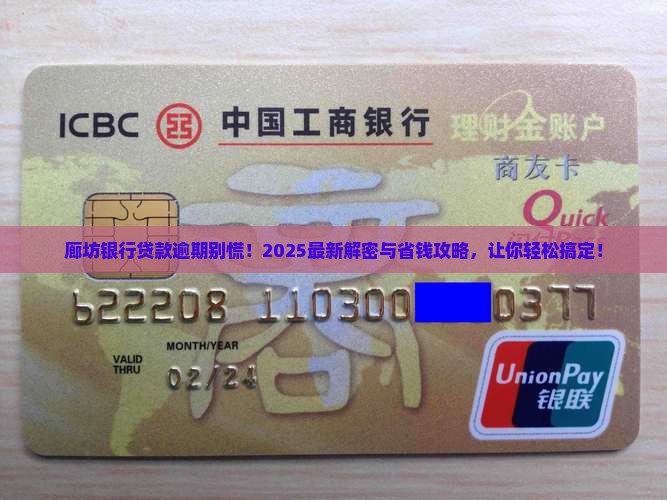 ICBC 中国工商银行 理财金账户
商友卡
Quick
廊坊银行贷款逾期别慌！2025最新解密与省钱攻略，让你轻松搞定！
622208 110300 0377
MONTH/YEAR
VALID
THRU
02/24
UnionPay
银联